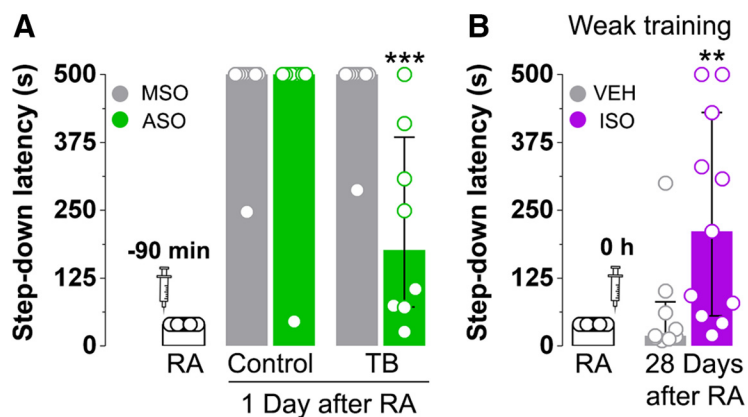 A
Step-down latency (s)
500
375
250
125
0
MSO
ASO
***
-90 min
RA
Control
TB
1 Day after RA
B
Weak training
Step-down latency (s)
500
375
250
125
0
VEH
ISO
**
0 h
RA
28 Days
after RA